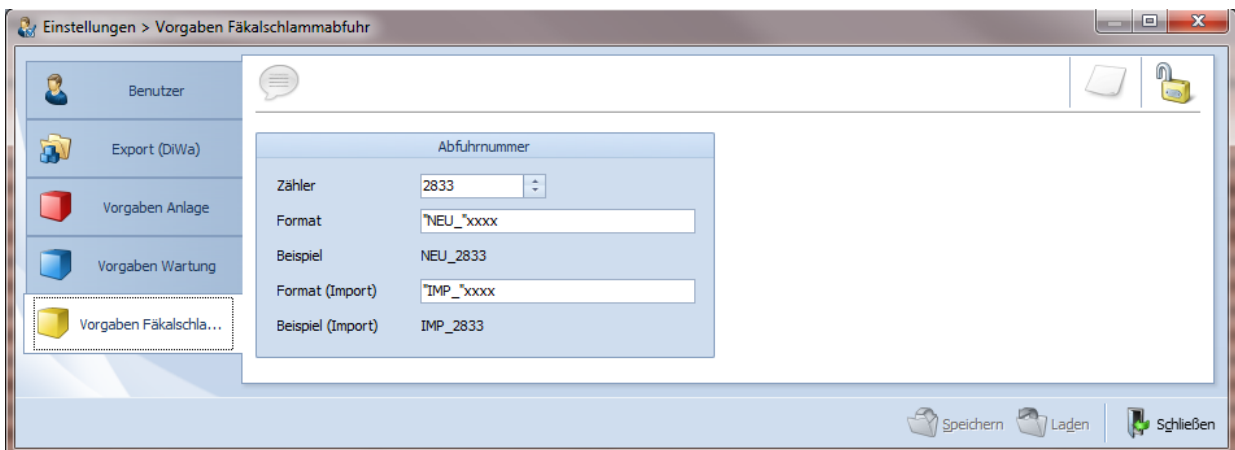 Einstellungen > Vorgaben Fäkalschlammabfuhr
Benutzer
Export (DiWa)
Vorgaben Anlage
Vorgaben Wartung
Vorgaben Fäkalschla...
Abfuhrnummer
Zähler 2833
Format "NEU_"xxxx
Beispiel NEU_2833
Format (Import) "IMP_"xxxx
Beispiel (Import) IMP_2833
Speichern Laden Schließen